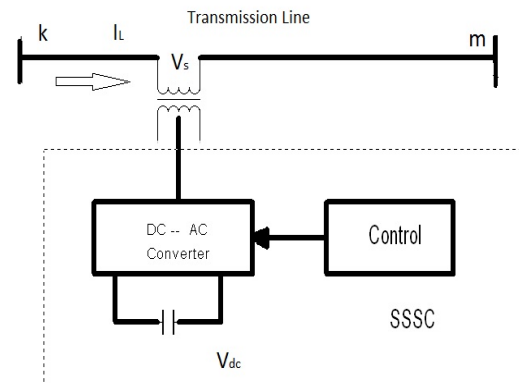 Transmission Line
k
IL
m
Vs
DC -- AC
Converter
Control
SSSC
Vdc